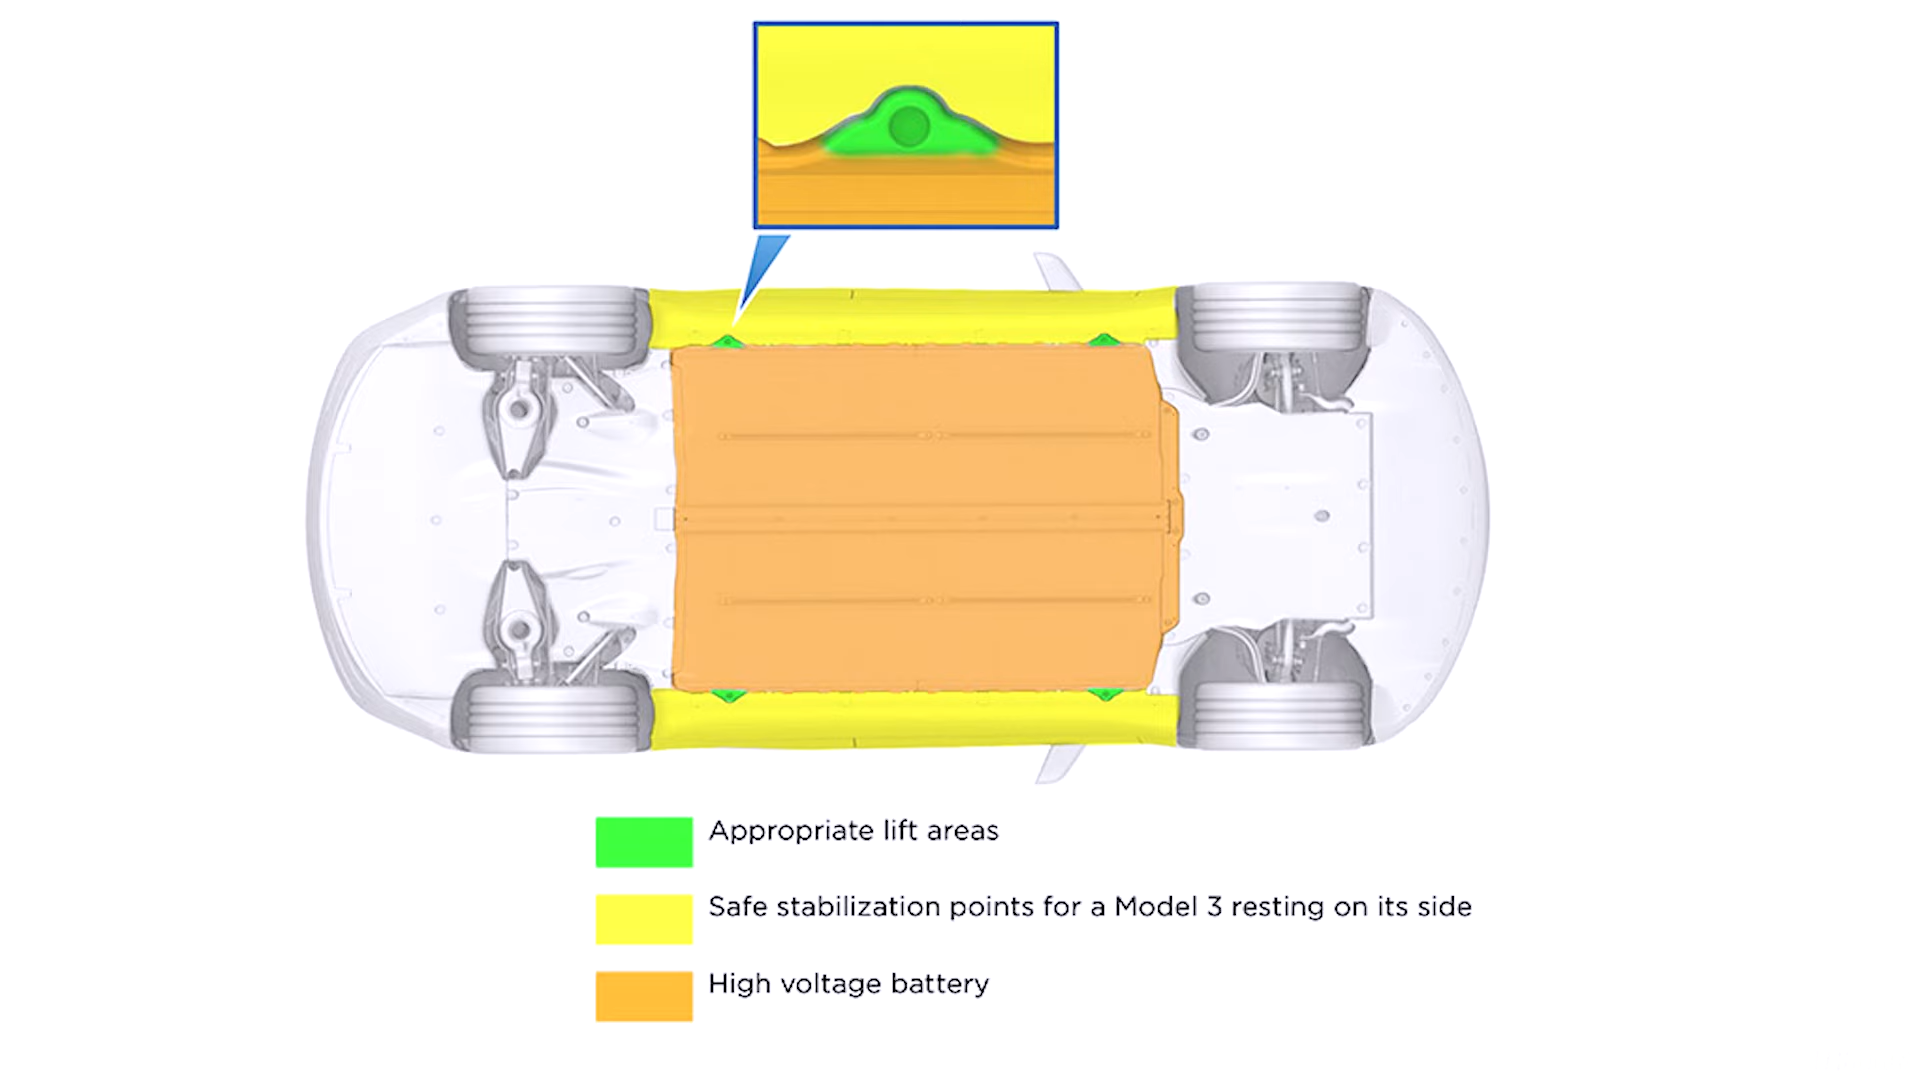 Appropriate lift areas
Safe stabilization points for a Model 3 resting on its side
High voltage battery